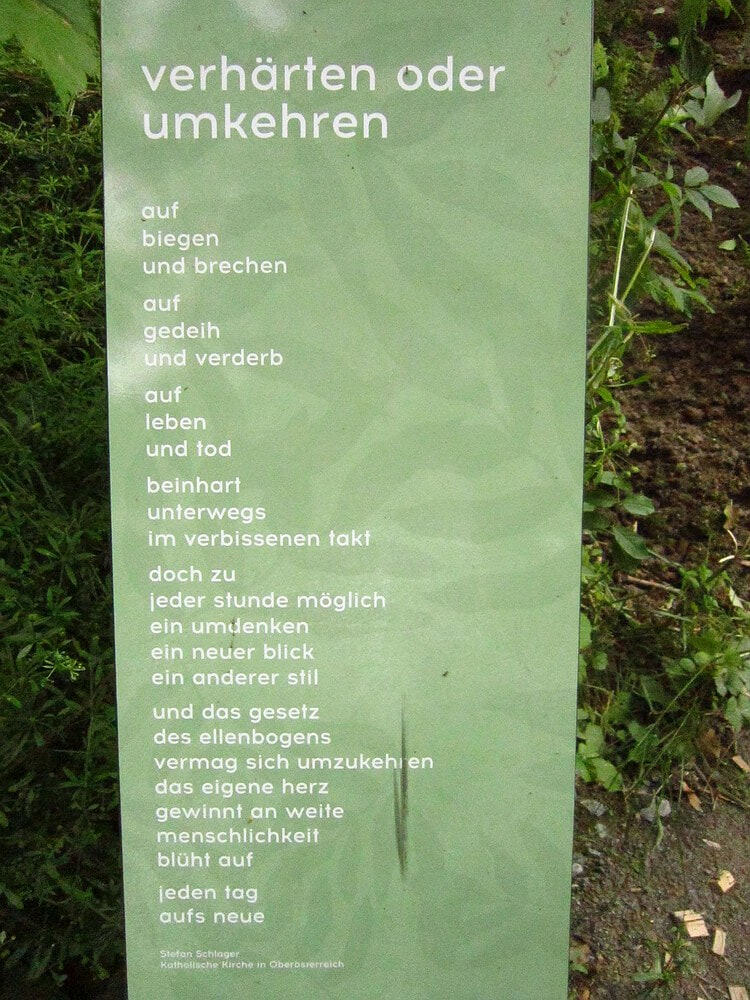 verhärten oder
umkehren
auf
biegen
und brechen
auf
gedeih
und verderb
auf
leben
und tod
beinhart
unterwegs
im verbissenen takt
doch zu
jeder stunde möglich
ein umdenken
ein neuer blick
ein anderer stil
und das gesetz
des ellenbogens
vermag sich umzukehren
das eigene herz
gewinnt an weite
menschlichkeit
blüht auf
jeden tag
aufs neue
Stefan Schlager
Katholische Kirche in Oberösterreich